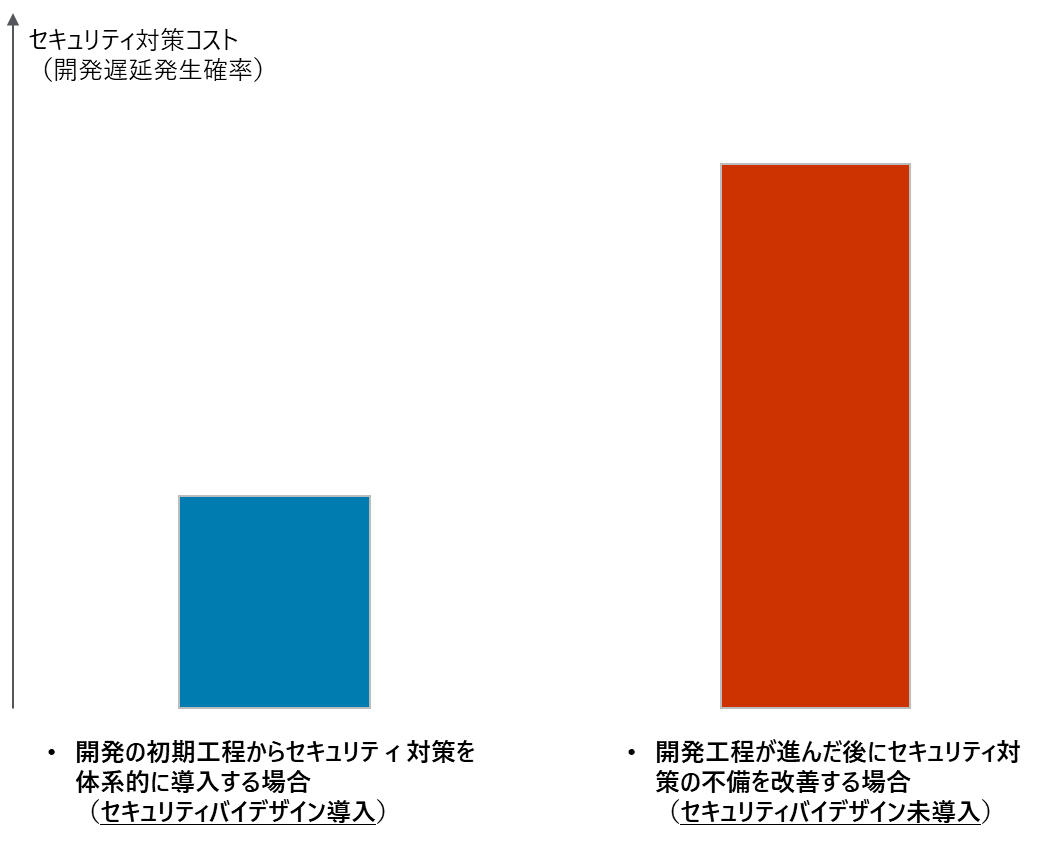 セキュリティ対策コスト
（開発遅延発生確率）
• 開発の初期工程からセキュリティ対策を
体系的に導入する場合
（セキュリティバイデザイン導入）
• 開発工程が進んだ後にセキュリティ対
策の不備を改善する場合
（セキュリティバイデザイン未導入）